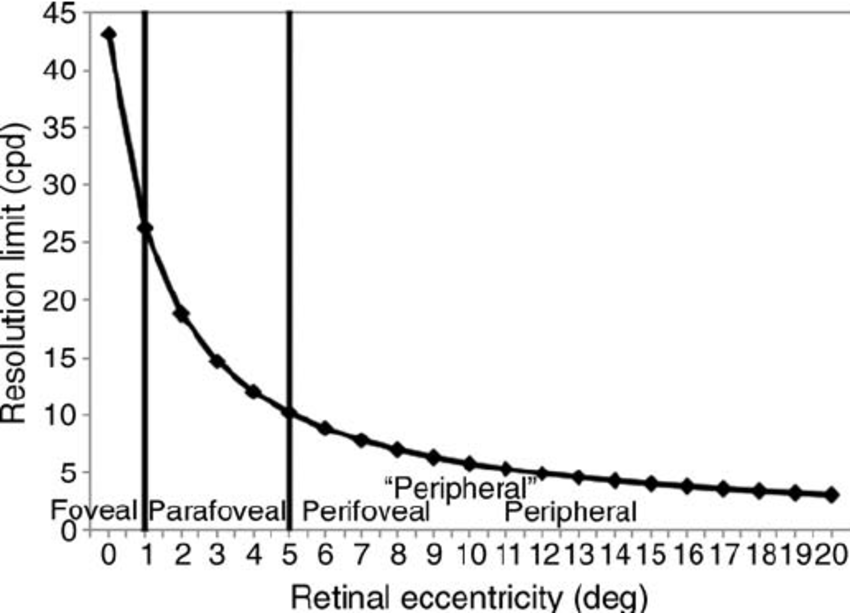 45
40
35
30
25
20
15
10
5
0
Resolution limit (cpd)
“Peripheral”
Foveal Parafoveal Perifoveal Peripheral
0 1 2 3 4 5 6 7 8 9 10 11 12 13 14 15 16 17 18 19 20
Retinal eccentricity (deg)